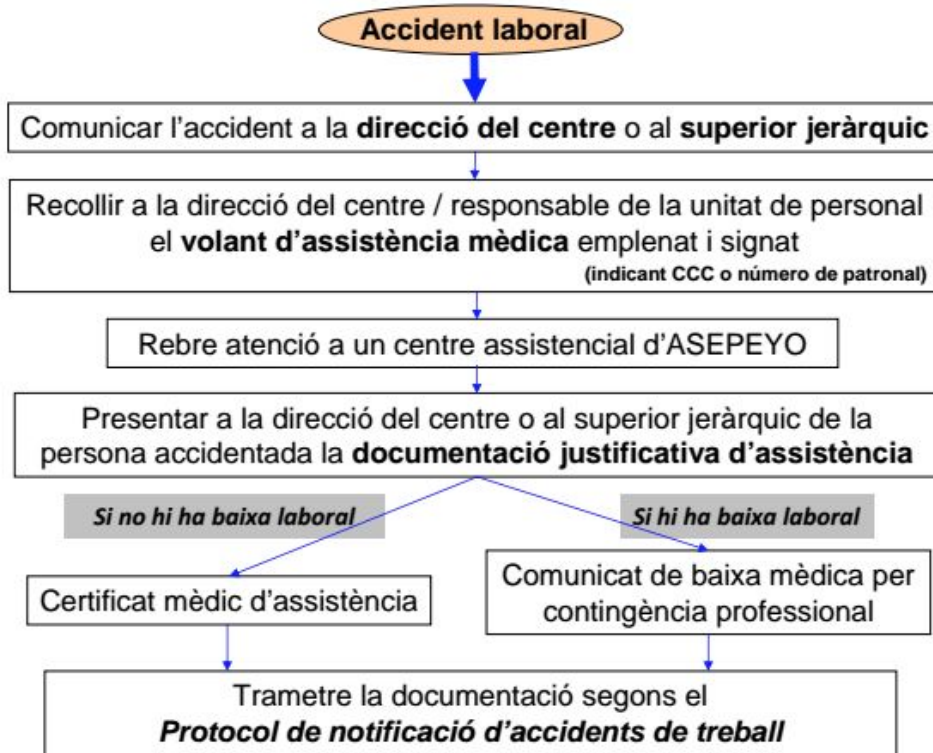 Accident laboral
Comunicar l'accident a la direcció del centre o al superior jeràrquic
Recollir a la direcció del centre / responsable de la unitat de personal
el volant d'assistència mèdica emplenat i signat
(indicant CCC o número de patronal)
Rebre atenció a un centre assistencial d'ASEPEYO
Presentar a la direcció del centre o al superior jeràrquic de la
persona accidentada la documentació justificativa d'assistència
Si no hi ha baixa laboral
Si hi ha baixa laboral
Certificat mèdic d'assistència
Comunicat de baixa mèdica per
contingència professional
Trametre la documentació segons el
Protocol de notificació d'accidents de treball